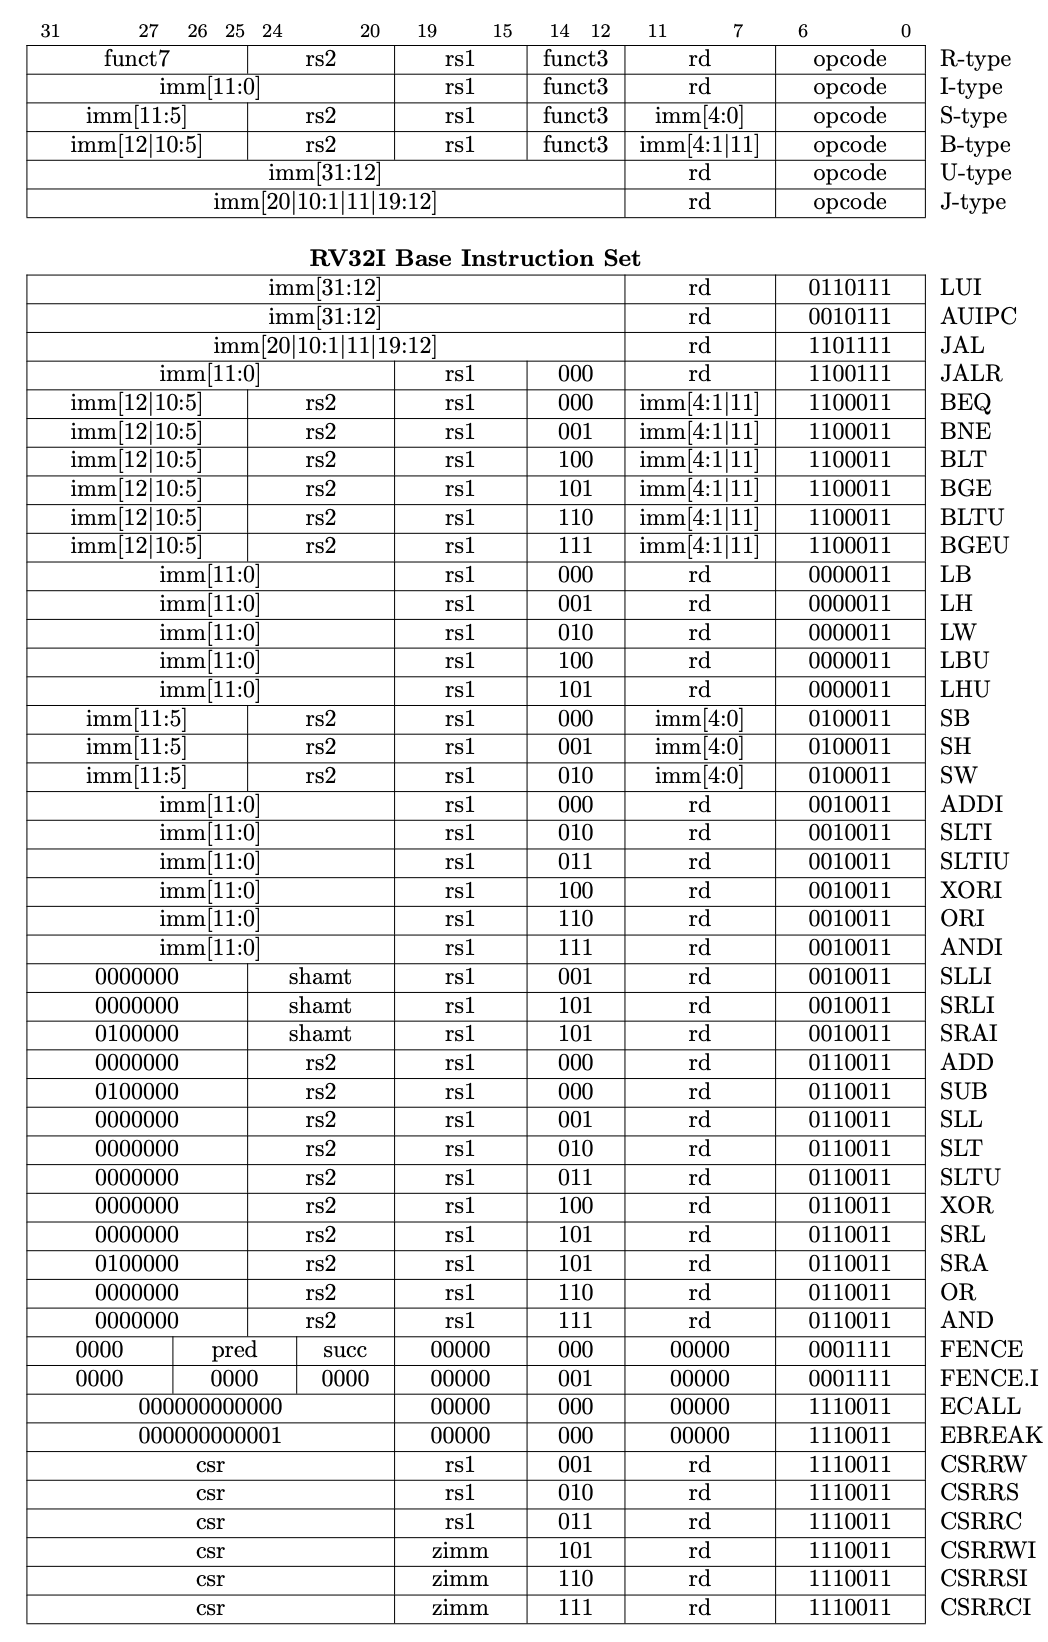 31 27 26 25 24 20 19 15 14 12 11 7 6 0
funct7 rs2 rs1 funct3 rd opcode R-type
imm[11:0] rs1 funct3 rd opcode I-type
imm[11:5] rs2 rs1 funct3 imm[4:0] opcode S-type
imm[12|10:5] rs2 rs1 funct3 imm[4:1|11] opcode B-type
imm[31:12] rd opcode U-type
imm[20|10:1|11|19:12] rd opcode J-type
RV32I Base Instruction Set
imm[31:12] rd 0110111 LUI
imm[31:12] rd 0010111 AUIPC
imm[20|10:1|11|19:12] rd 1101111 JAL
imm[11:0] rs1 000 rd 1100111 JALR
imm[12|10:5] rs2 rs1 000 imm[4:1|11] 1100011 BEQ
imm[12|10:5] rs2 rs1 001 imm[4:1|11] 1100011 BNE
imm[12|10:5] rs2 rs1 100 imm[4:1|11] 1100011 BLT
imm[12|10:5] rs2 rs1 101 imm[4:1|11] 1100011 BGE
imm[12|10:5] rs2 rs1 110 imm[4:1|11] 1100011 BLTU
imm[12|10:5] rs2 rs1 111 imm[4:1|11] 1100011 BGEU
imm[11:0] rs1 000 rd 0000011 LB
imm[11:0] rs1 001 rd 0000011 LH
imm[11:0] rs1 010 rd 0000011 LW
imm[11:0] rs1 100 rd 0000011 LBU
imm[11:0] rs1 101 rd 0000011 LHU
imm[11:5] rs2 rs1 000 imm[4:0] 0100011 SB
imm[11:5] rs2 rs1 001 imm[4:0] 0100011 SH
imm[11:5] rs2 rs1 010 imm[4:0] 0100011 SW
imm[11:0] rs1 000 rd 0010011 ADDI
imm[11:0] rs1 010 rd 0010011 SLTI
imm[11:0] rs1 011 rd 0010011 SLTIU
imm[11:0] rs1 100 rd 0010011 XORI
imm[11:0] rs1 110 rd 0010011 ORI
imm[11:0] rs1 111 rd 0010011 ANDI
0000000 shamt rs1 001 rd 0010011 SLLI
0000000 shamt rs1 101 rd 0010011 SRLI
0100000 shamt rs1 101 rd 0010011 SRAI
0000000 rs2 rs1 000 rd 0110011 ADD
0100000 rs2 rs1 000 rd 0110011 SUB
0000000 rs2 rs1 001 rd 0110011 SLL
0000000 rs2 rs1 010 rd 0110011 SLT
0000000 rs2 rs1 011 rd 0110011 SLTU
0000000 rs2 rs1 100 rd 0110011 XOR
0000000 rs2 rs1 101 rd 0110011 SRL
0100000 rs2 rs1 101 rd 0110011 SRA
0000000 rs2 rs1 110 rd 0110011 OR
0000000 rs2 rs1 111 rd 0110011 AND
0000 pred succ 00000 000 00000 0001111 FENCE
0000 0000 0000 00000 001 00000 0001111 FENCE.I
000000000000 00000 000 00000 1110011 ECALL
000000000001 00000 000 00000 1110011 EBREAK
csr rs1 001 rd 1110011 CSRRW
csr rs1 010 rd 1110011 CSRRS
csr rs1 011 rd 1110011 CSRRC
csr zimm 101 rd 1110011 CSRRWI
csr zimm 110 rd 1110011 CSRRSI
csr zimm 111 rd 1110011 CSRRCI